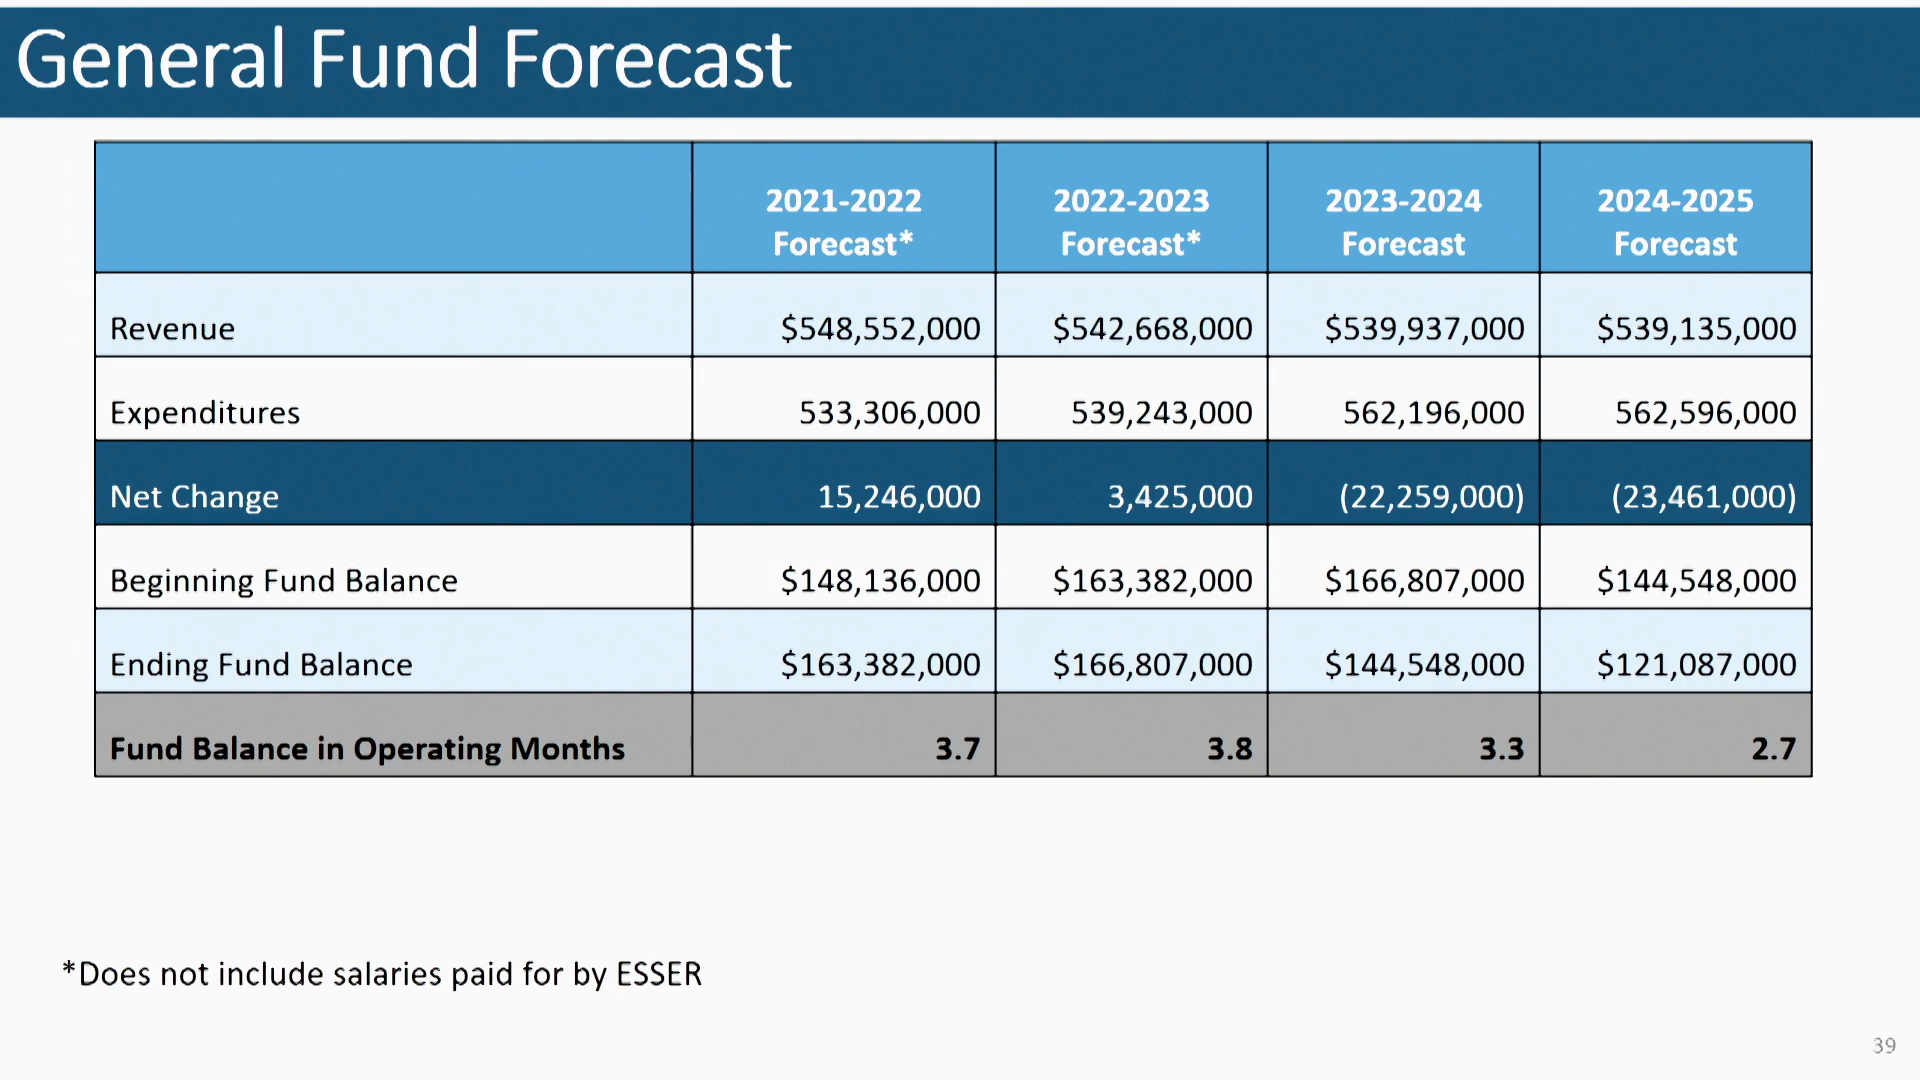 General Fund Forecast
2021-2022 2022-2023 2023-2024 2024-2025
Forecast* Forecast* Forecast Forecast
Revenue $548,552,000 $542,668,000 $539,937,000 $539,135,000
Expenditures 533,306,000 539,243,000 562,196,000 562,596,000
Net Change 15,246,000 3,425,000 (22,259,000) (23,461,000)
Beginning Fund Balance $148,136,000 $163,382,000 $166,807,000 $144,548,000
Ending Fund Balance $163,382,000 $166,807,000 $144,548,000 $121,087,000
Fund Balance in Operating Months 3.7 3.8 3.3 2.7
*Does not include salaries paid for by ESSER
39